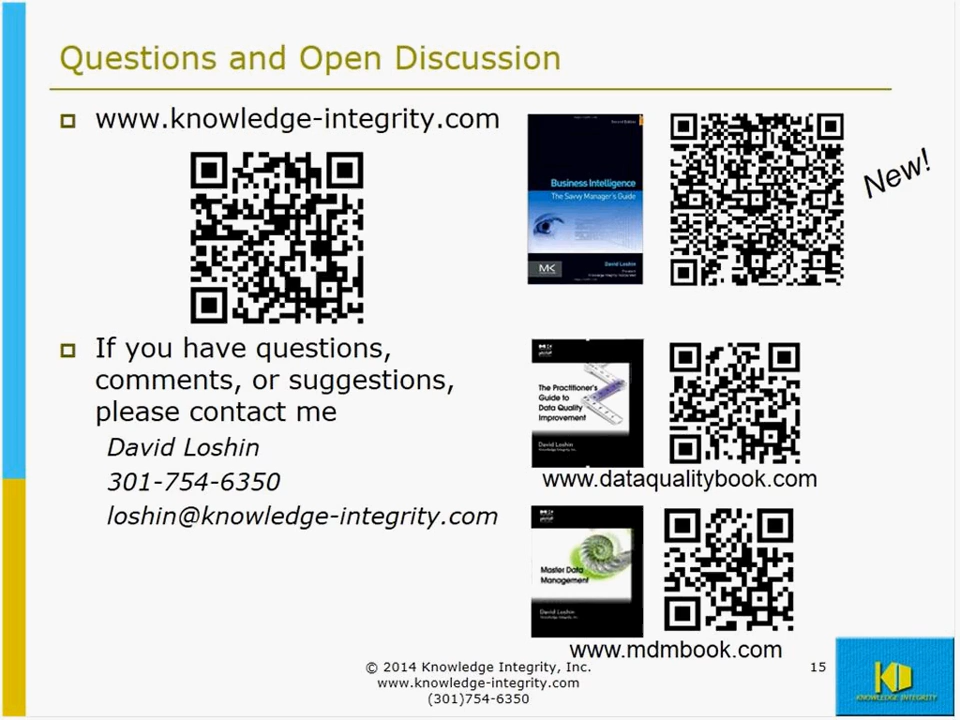 Questions and Open Discussion
www.knowledge-integrity.com
If you have questions,
comments, or suggestions,
please contact me
David Loshin
301-754-6350
loshin@knowledge-integrity.com
Business Intelligence
The Savvy Manager's Guide
David Loshin
MK
New!
The Practitioner's
Guide to
Data Quality
Improvement
David Loshin
www.dataqualitybook.com
Master Data
Management
David Loshin
www.mdmbook.com
© 2014 Knowledge Integrity, Inc.
www.knowledge-integrity.com
(301)754-6350
15
KNOWLEDGE INTEGRITY